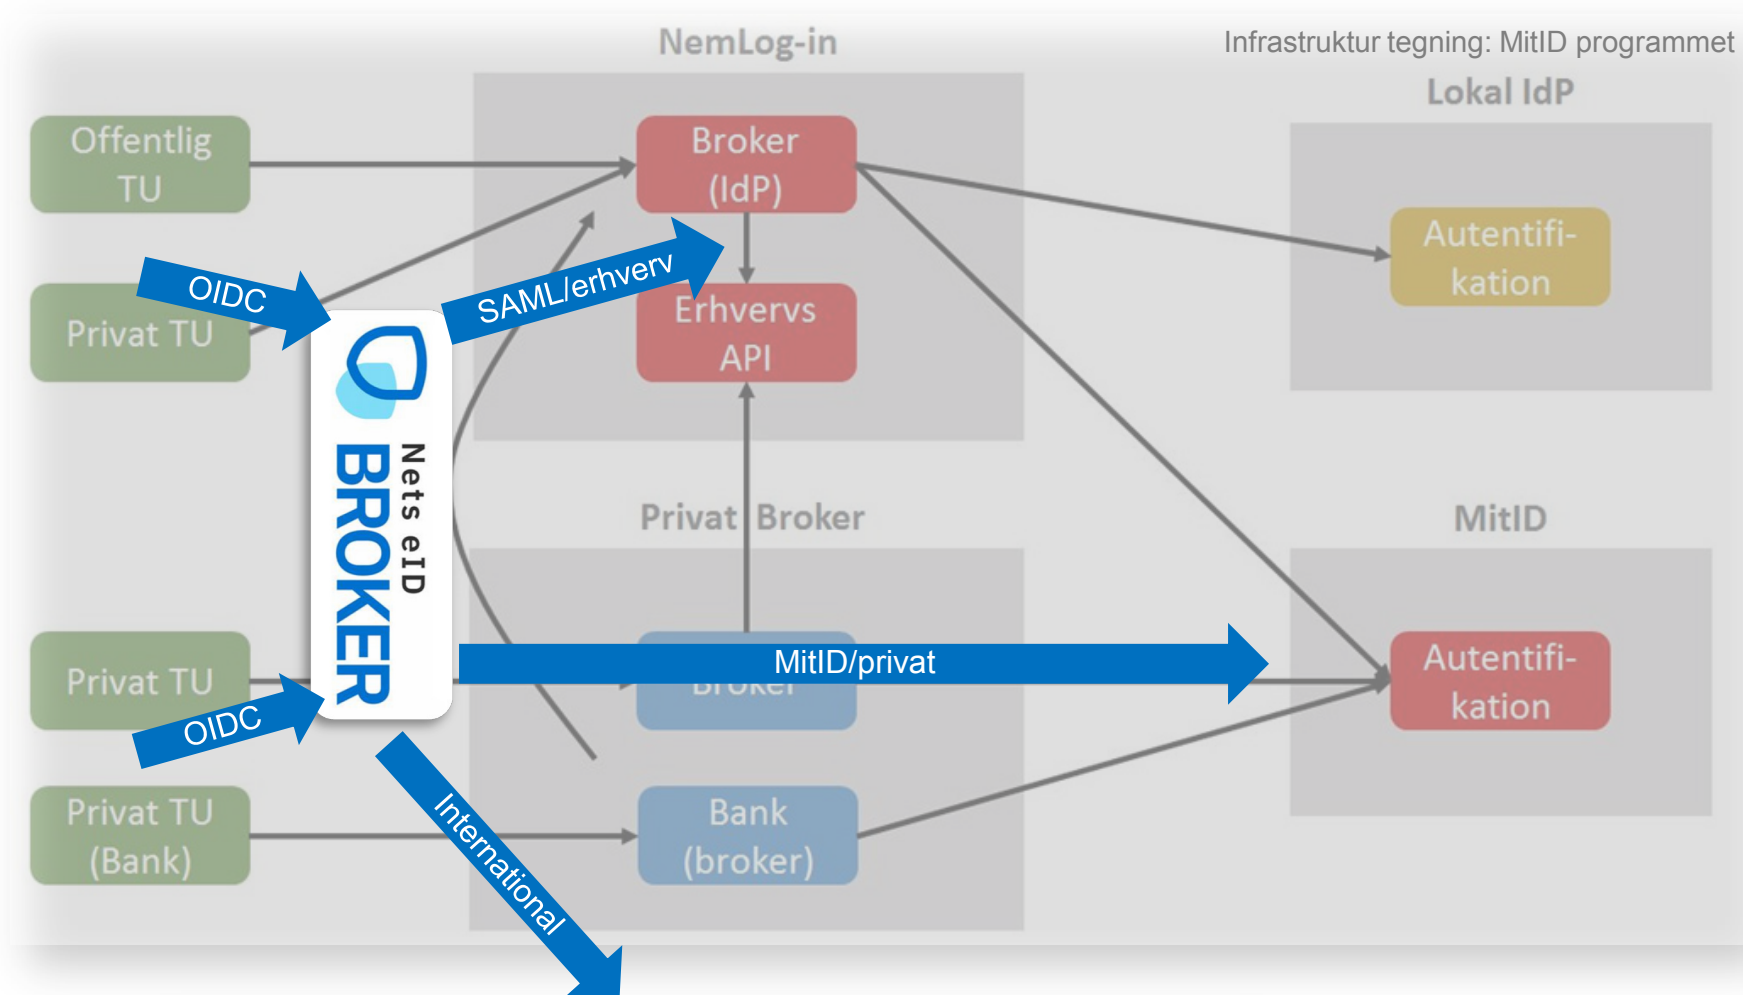 NemLog-in
Infrastruktur tegning: MitID programmet
Lokal IdP
Offentlig
TU
Broker
(IdP)
Autentifi-
kation
OIDC
SAML/erhverv
Privat TU
Erhvervs
API
Nets eID
BROKER
Privat Broker
MitID
Privat TU
MitID/privat
Broker
Autentifi-
kation
OIDC
Privat TU
(Bank)
International
Bank
(broker)